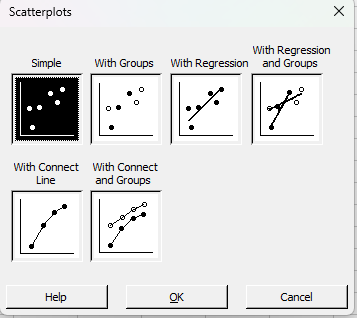 Scatterplots
Simple
With Groups
With Regression
With Regression
and Groups
With Connect
Line
With Connect
and Groups
Help
OK
Cancel